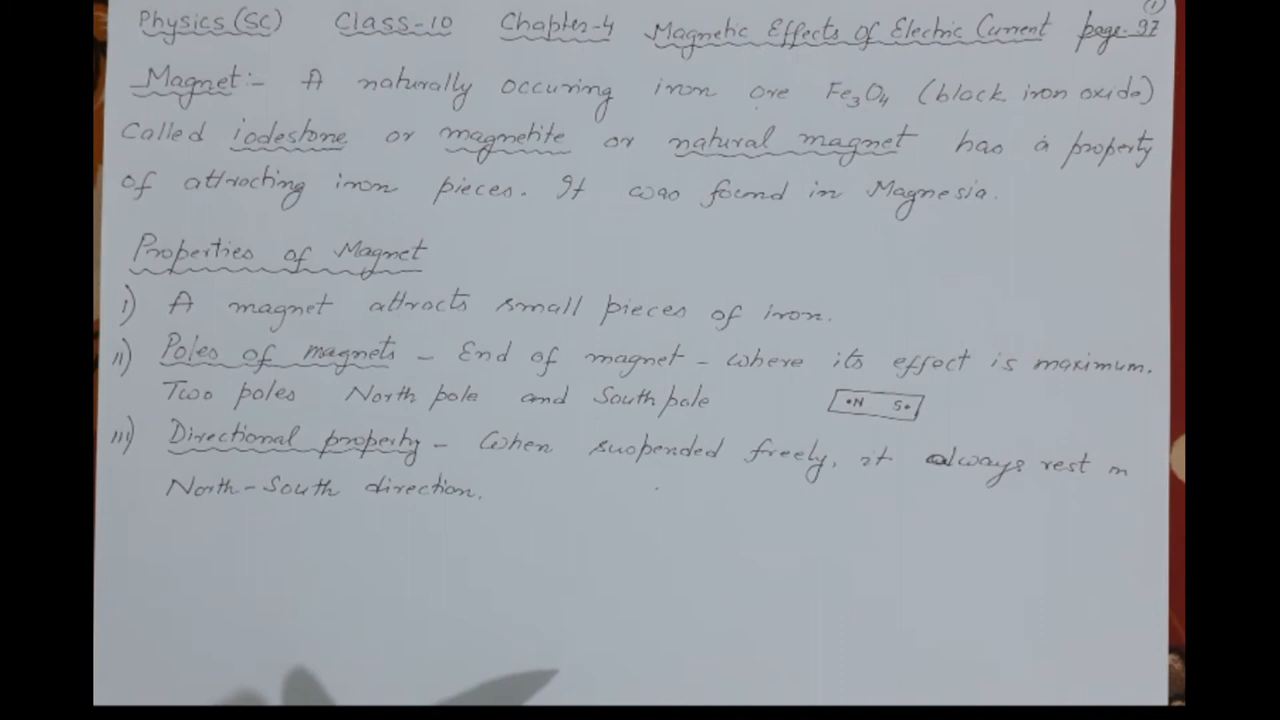 (1)
Physics (SC) Class-10 Chapter-4 Magnetic Effects of Electric Current page-97
Magnet:- A naturally occuring iron ore Fe3O4 (black iron oxide)
Called iodestone or magnetite or natural magnet has a property
of attracting iron pieces. It was found in Magnesia.
Properties of Magnet
i) A magnet attracts small pieces of iron.
ii) Poles of magnets - End of magnet - where its effect is maximum.
Two poles North pole and South pole •N S•
iii) Directional property - When suspended freely, it always rest in
North-South direction.